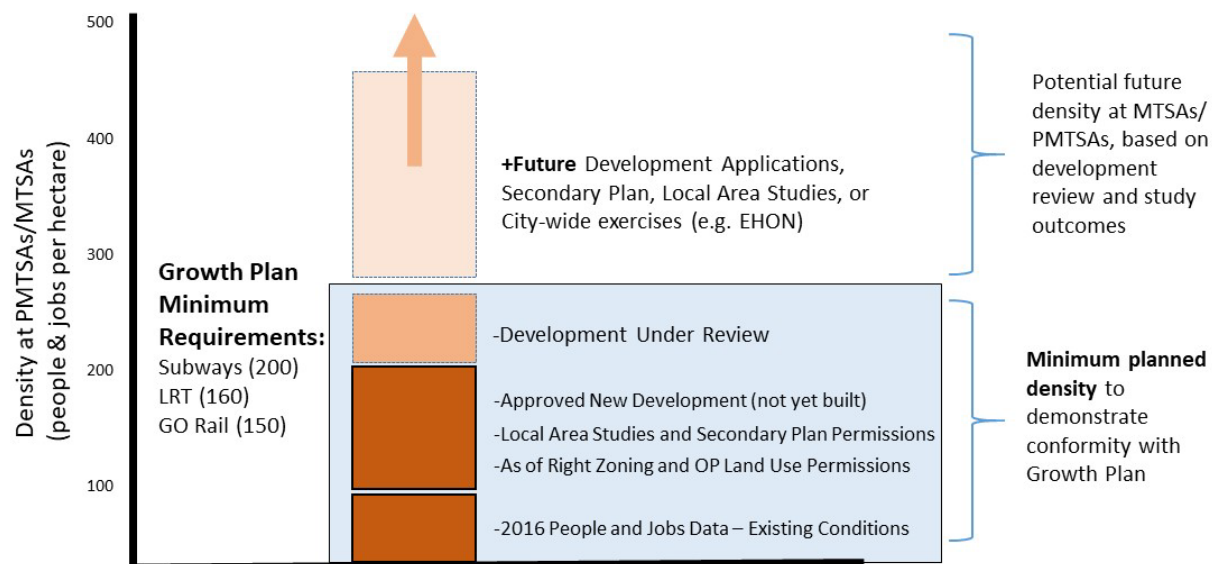 Density at PMTSAs/MTSAs
(people & jobs per hectare)
500
400
300
200
100
Growth Plan
Minimum
Requirements:
Subways (200)
LRT (160)
GO Rail (150)
+Future Development Applications,
Secondary Plan, Local Area Studies, or
City-wide exercises (e.g. EHON)
-Development Under Review
-Approved New Development (not yet built)
-Local Area Studies and Secondary Plan Permissions
-As of Right Zoning and OP Land Use Permissions
-2016 People and Jobs Data – Existing Conditions
Potential future
density at MTSAs/
PMTSAs, based on
development
review and study
outcomes
Minimum planned
density to
demonstrate
conformity with
Growth Plan